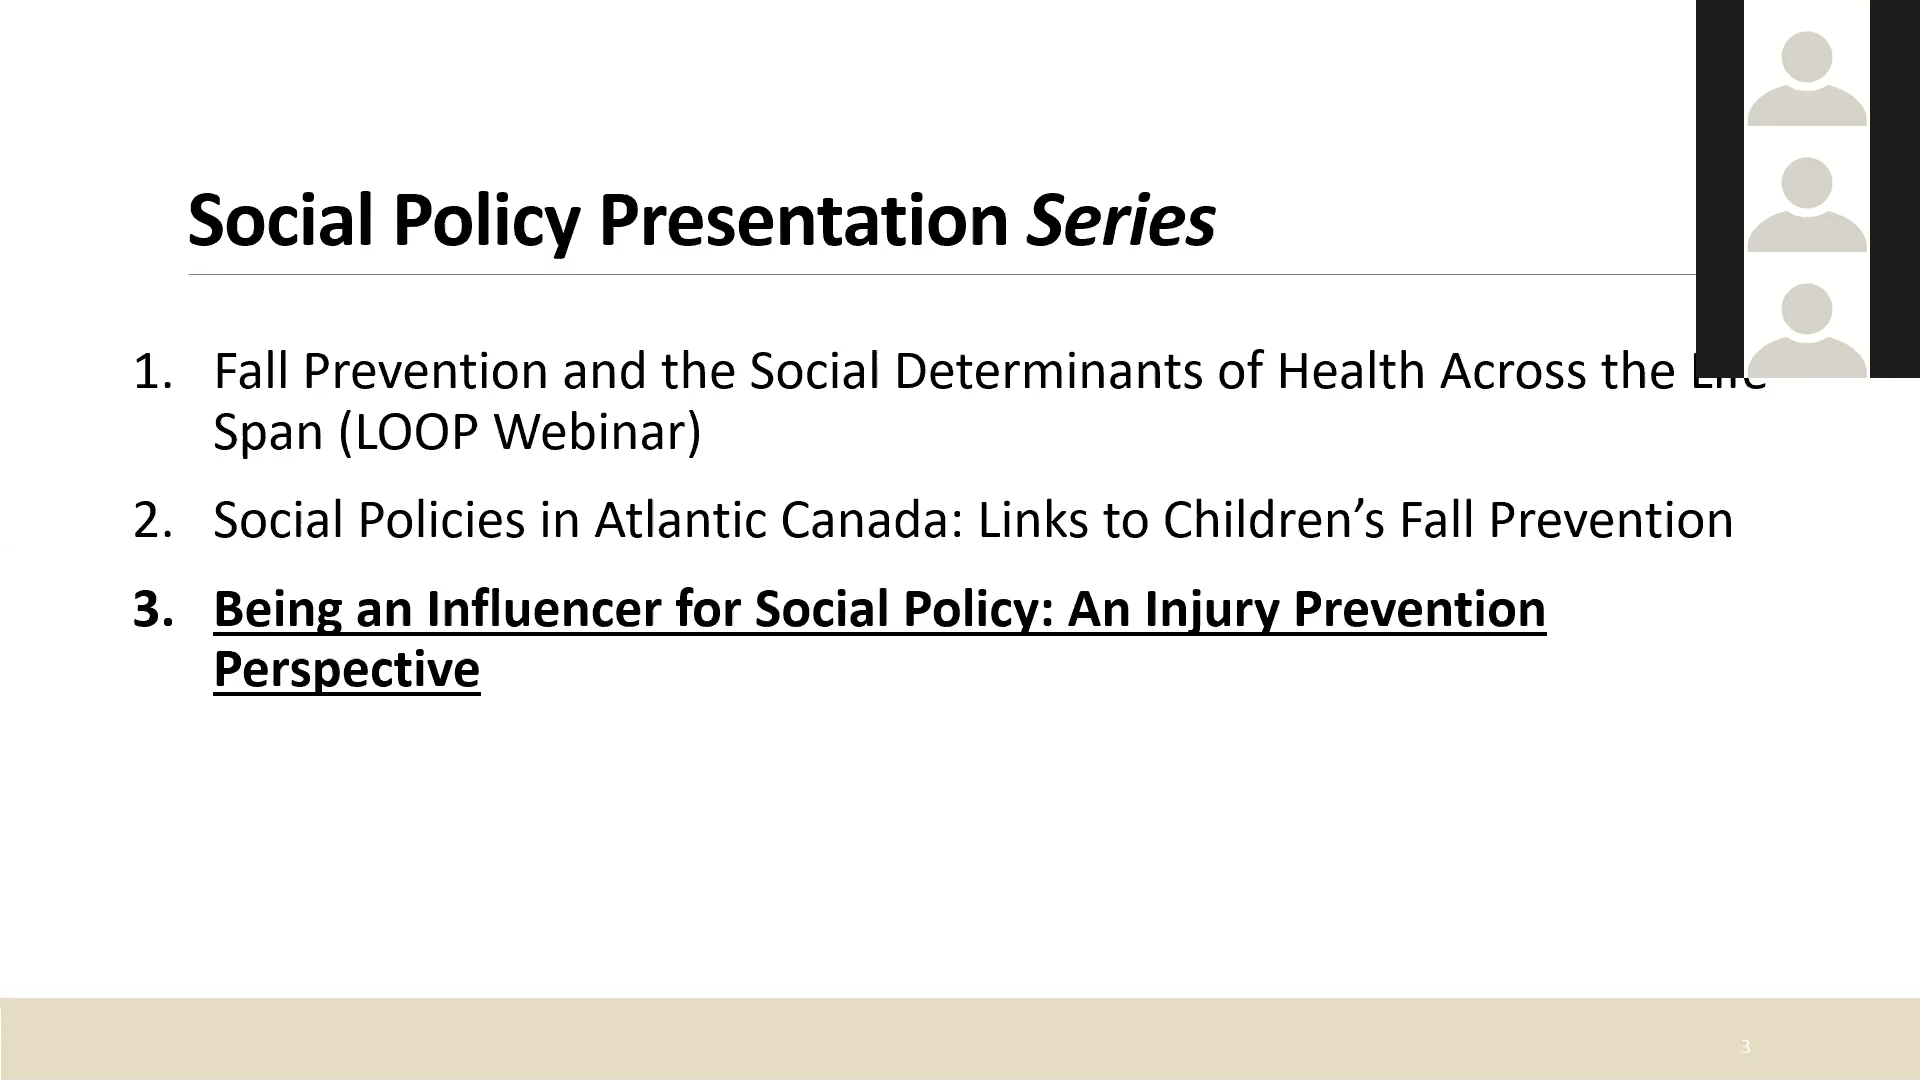 Social Policy Presentation Series
1. Fall Prevention and the Social Determinants of Health Across the Life
Span (LOOP Webinar)
2. Social Policies in Atlantic Canada: Links to Children’s Fall Prevention
3. Being an Influencer for Social Policy: An Injury Prevention
Perspective
3